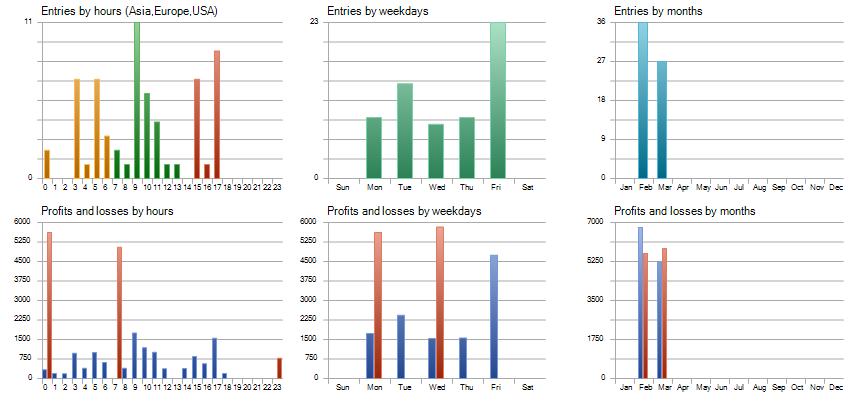 Entries by hours (Asia,Europe,USA)
11
0
0 1 2 3 4 5 6 7 8 9 10 11 12 13 14 15 16 17 18 19 20 21 22 23
Entries by weekdays
23
0
Sun Mon Tue Wed Thu Fri Sat
Entries by months
36
27
18
9
0
Jan Feb Mar Apr May Jun Jul Aug Sep Oct Nov Dec
Profits and losses by hours
6000
5250
4500
3750
3000
2250
1500
750
0
0 1 2 3 4 5 6 7 8 9 10 11 12 13 14 15 16 17 18 19 20 21 22 23
Profits and losses by weekdays
6000
5250
4500
3750
3000
2250
1500
750
0
Sun Mon Tue Wed Thu Fri Sat
Profits and losses by months
7000
5250
3500
1750
0
Jan Feb Mar Apr May Jun Jul Aug Sep Oct Nov Dec